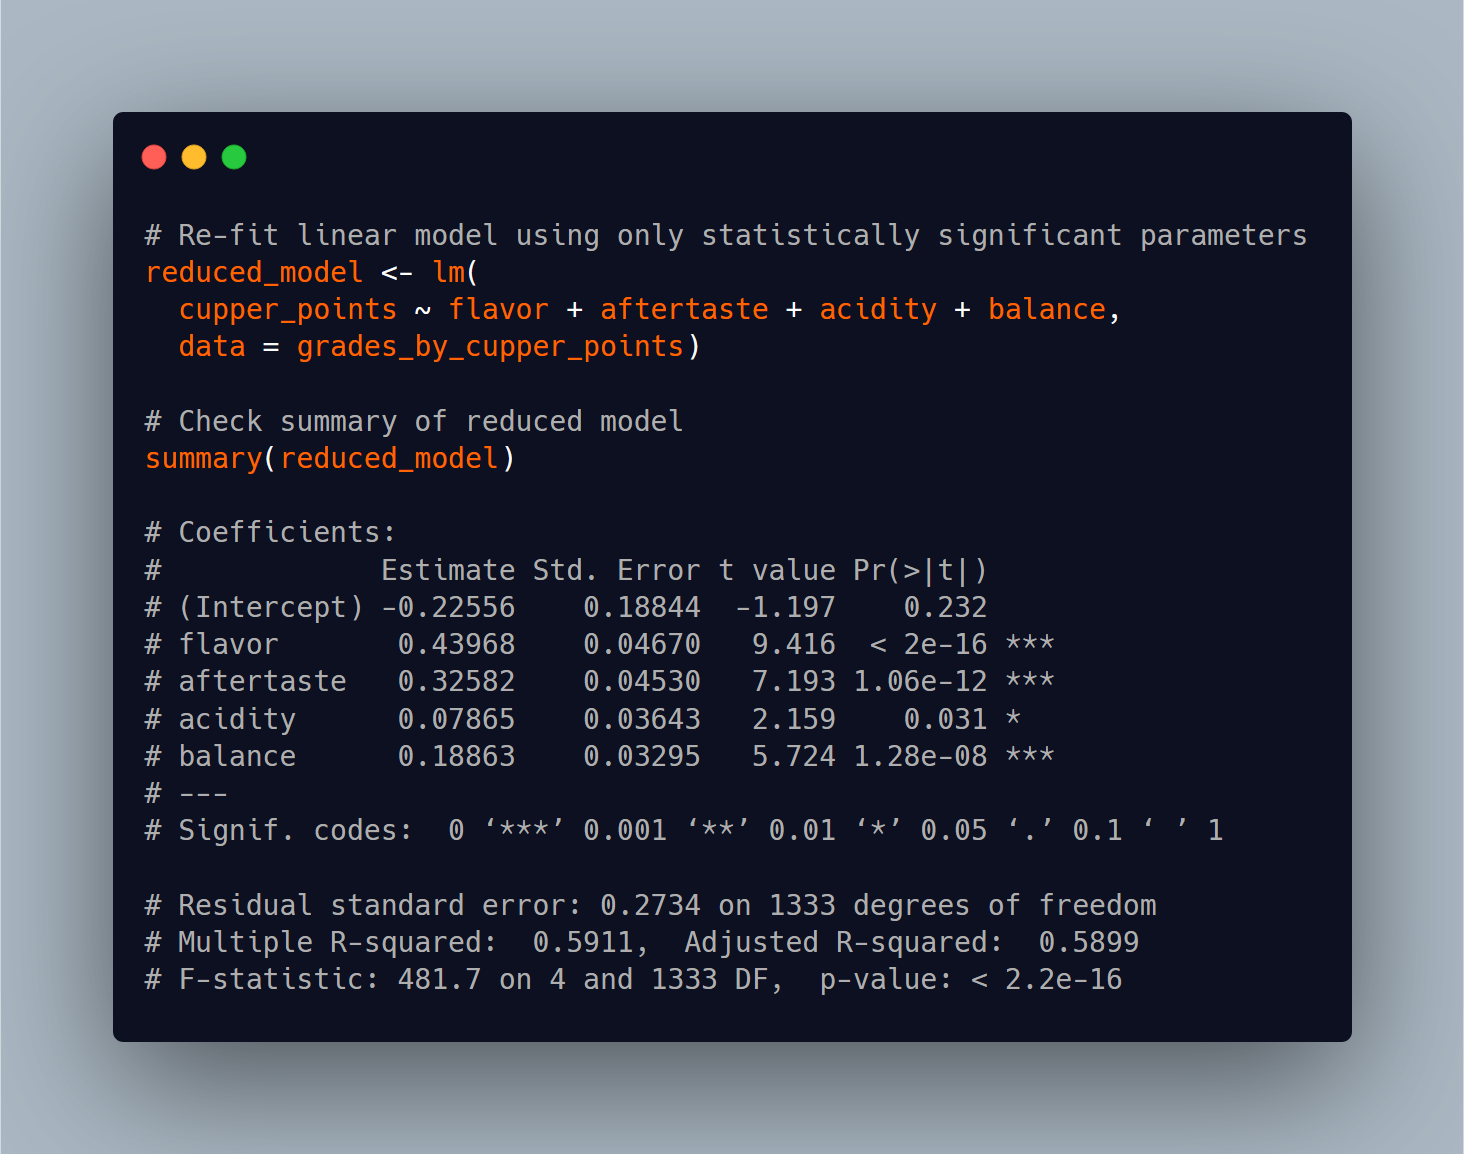 # Re-fit linear model using only statistically significant parameters
reduced_model <- lm(
  cupper_points ~ flavor + aftertaste + acidity + balance,
  data = grades_by_cupper_points)
# Check summary of reduced model
summary(reduced_model)
# Coefficients:
#             Estimate Std. Error t value Pr(>|t|)
# (Intercept) -0.22556    0.18844  -1.197    0.232
# flavor       0.43968    0.04670   9.416  < 2e-16 ***
# aftertaste   0.32582    0.04530   7.193 1.06e-12 ***
# acidity      0.07865    0.03643   2.159    0.031 *
# balance      0.18863    0.03295   5.724 1.28e-08 ***
# ---
# Signif. codes:  0 ‘***’ 0.001 ‘**’ 0.01 ‘*’ 0.05 ‘.’ 0.1 ‘ ’ 1
# Residual standard error: 0.2734 on 1333 degrees of freedom
# Multiple R-squared:  0.5911,  Adjusted R-squared:  0.5899
# F-statistic: 481.7 on 4 and 1333 DF,  p-value: < 2.2e-16